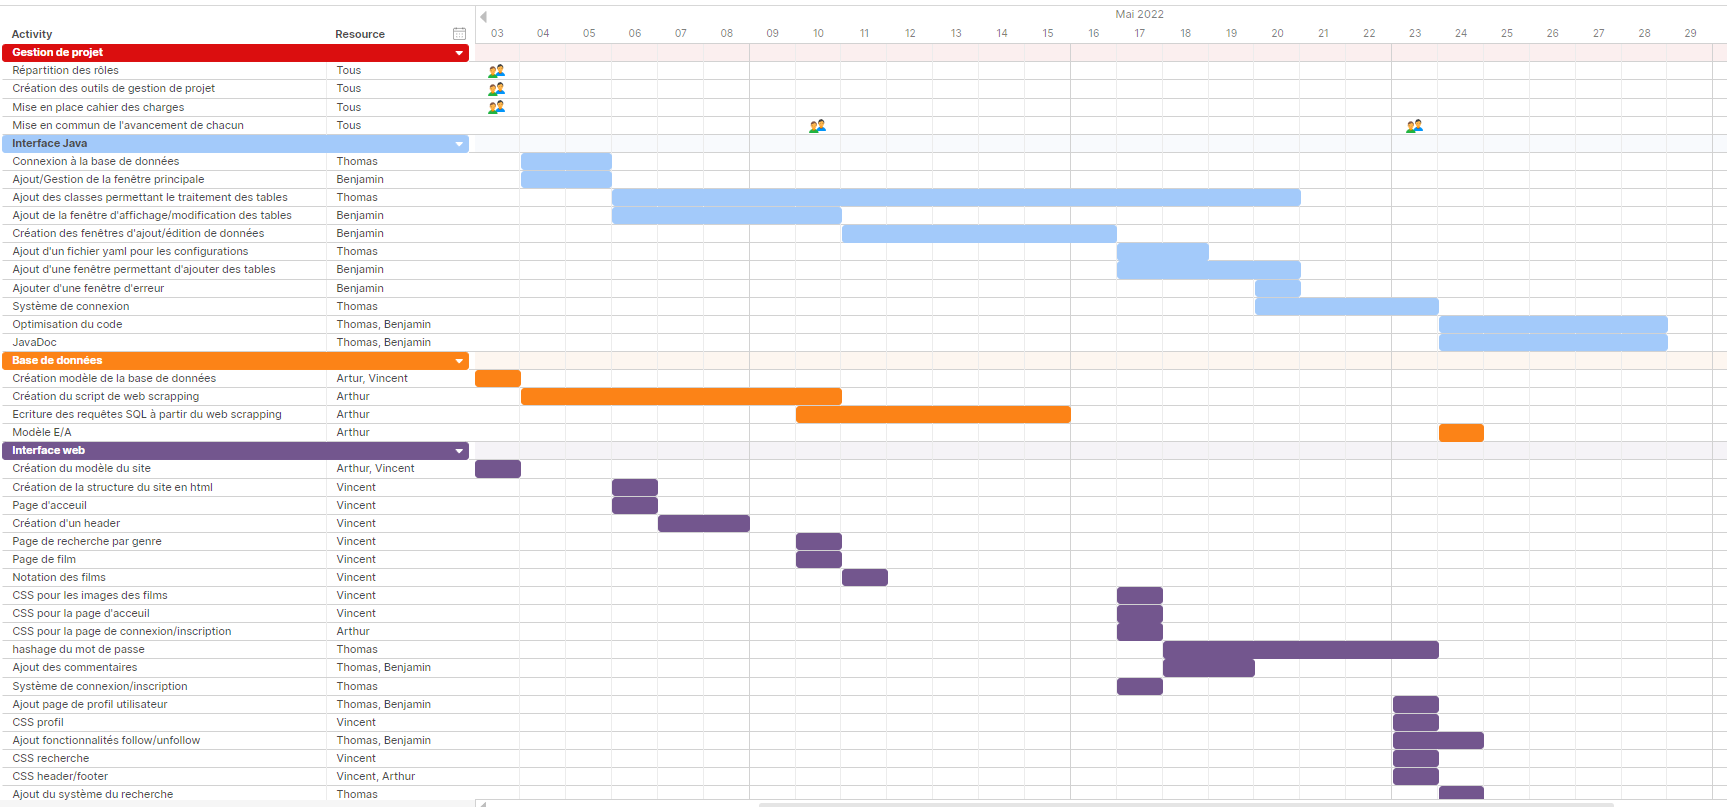 Mai 2022
Activity Resource 03 04 05 06 07 08 09 10 11 12 13 14 15 16 17 18 19 20 21 22 23 24 25 26 27 28 29
Gestion de projet
Répartition des rôles Tous
Création des outils de gestion de projet Tous
Mise en place cahier des charges Tous
Mise en commun de l'avancement de chacun Tous
Interface Java
Connexion à la base de données Thomas
Ajout/Gestion de la fenêtre principale Benjamin
Ajout des classes permettant le traitement des tables Thomas
Ajout de la fenêtre d'affichage/modification des tables Benjamin
Création des fenêtres d'ajout/édition de données Benjamin
Ajout d'un fichier yaml pour les configurations Thomas
Ajout d'une fenêtre permettant d'ajouter des tables Benjamin
Ajouter d'une fenêtre d'erreur Benjamin
Système de connexion Thomas
Optimisation du code Thomas, Benjamin
JavaDoc Thomas, Benjamin
Base de données
Création modèle de la base de données Artur, Vincent
Création du script de web scrapping Arthur
Ecriture des requêtes SQL à partir du web scrapping Arthur
Modèle E/A Arthur
Interface web
Création du modèle du site Arthur, Vincent
Création de la structure du site en html Vincent
Page d'acceuil Vincent
Création d'un header Vincent
Page de recherche par genre Vincent
Page de film Vincent
Notation des films Vincent
CSS pour les images des films Vincent
CSS pour la page d'acceuil Vincent
CSS pour la page de connexion/inscription Arthur
hashage du mot de passe Thomas
Ajout des commentaires Thomas, Benjamin
Système de connexion/inscription Thomas
Ajout page de profil utilisateur Thomas, Benjamin
CSS profil Vincent
Ajout fonctionnalités follow/unfollow Thomas, Benjamin
CSS recherche Vincent
CSS header/footer Vincent, Arthur
Ajout du système du recherche Thomas